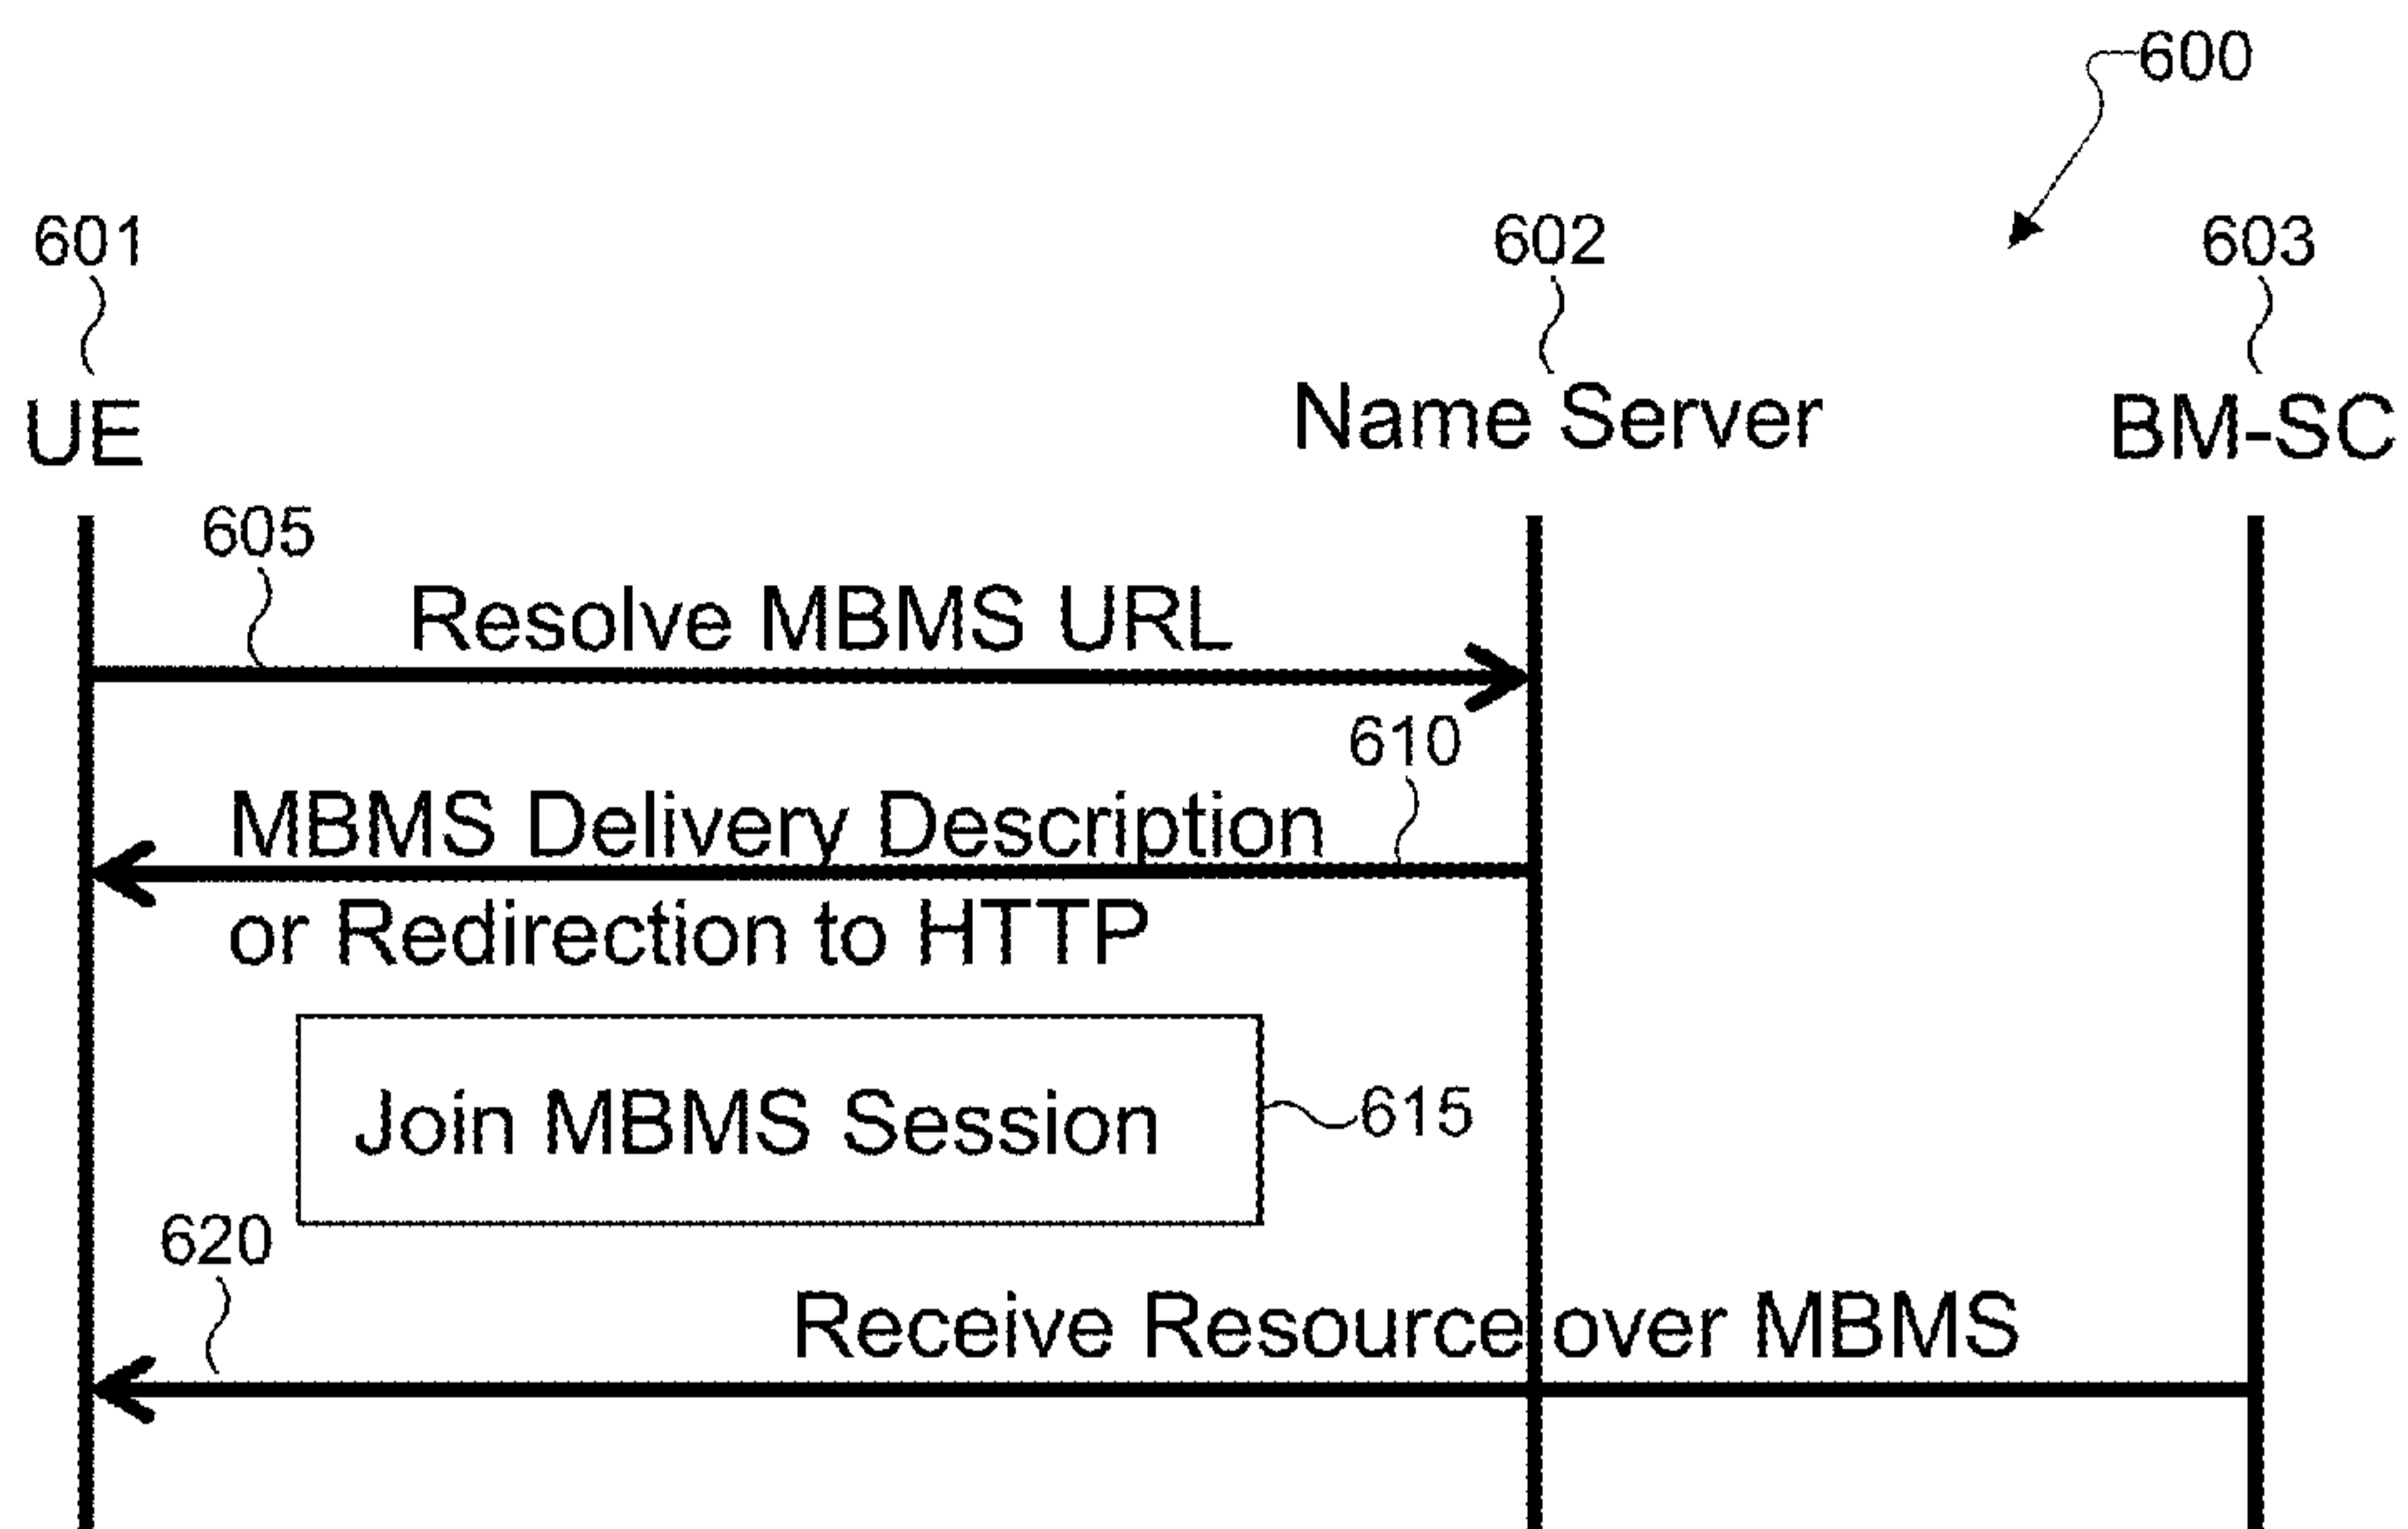 600
601
602
603
UE
Name Server
BM-SC
605
Resolve MBMS URL
610
MBMS Delivery Description
or Redirection to HTTP
Join MBMS Session
615
620
Receive Resource over MBMS